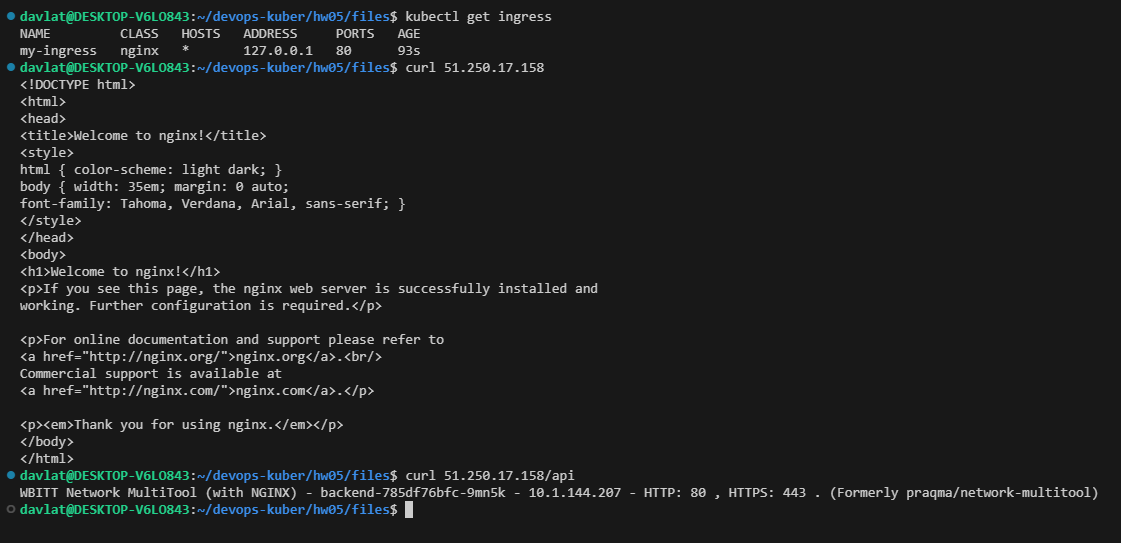 davlat@DESKTOP-V6LO843:~/devops-kuber/hw05/files$ kubectl get ingress
NAME         CLASS   HOSTS   ADDRESS     PORTS   AGE
my-ingress   nginx   *       127.0.0.1   80      93s
davlat@DESKTOP-V6LO843:~/devops-kuber/hw05/files$ curl 51.250.17.158
<!DOCTYPE html>
<html>
<head>
<title>Welcome to nginx!</title>
<style>
html { color-scheme: light dark; }
body { width: 35em; margin: 0 auto;
font-family: Tahoma, Verdana, Arial, sans-serif; }
</style>
</head>
<body>
<h1>Welcome to nginx!</h1>
<p>If you see this page, the nginx web server is successfully installed and
working. Further configuration is required.</p>

<p>For online documentation and support please refer to
<a href="http://nginx.org/">nginx.org</a>.<br/>
Commercial support is available at
<a href="http://nginx.com/">nginx.com</a>.</p>

<p><em>Thank you for using nginx.</em></p>
</body>
</html>
davlat@DESKTOP-V6LO843:~/devops-kuber/hw05/files$ curl 51.250.17.158/api
WBITT Network MultiTool (with NGINX) - backend-785df76bfc-9mn5k - 10.1.144.207 - HTTP: 80 , HTTPS: 443 . (Formerly praqma/network-multitool)
davlat@DESKTOP-V6LO843:~/devops-kuber/hw05/files$